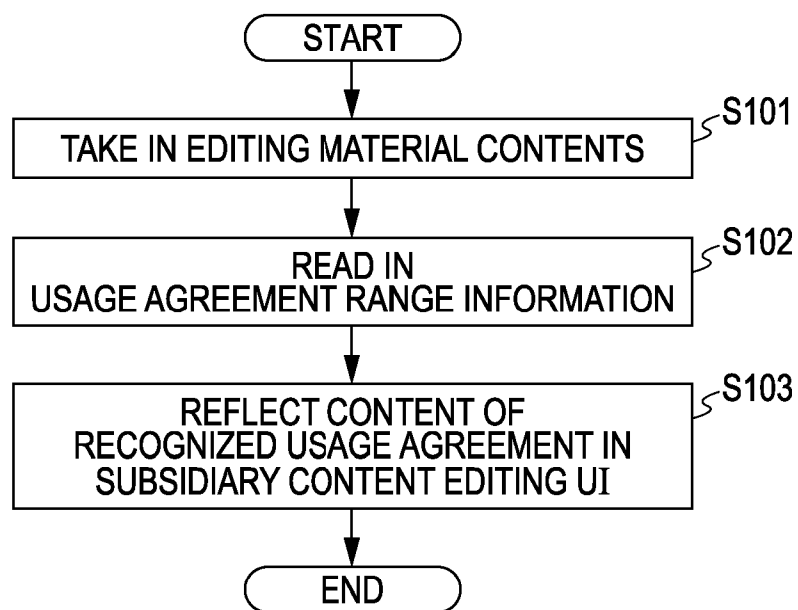 START
S101
TAKE IN EDITING MATERIAL CONTENTS
S102
READ IN
USAGE AGREEMENT RANGE INFORMATION
S103
REFLECT CONTENT OF
RECOGNIZED USAGE AGREEMENT IN
SUBSIDIARY CONTENT EDITING UI
END